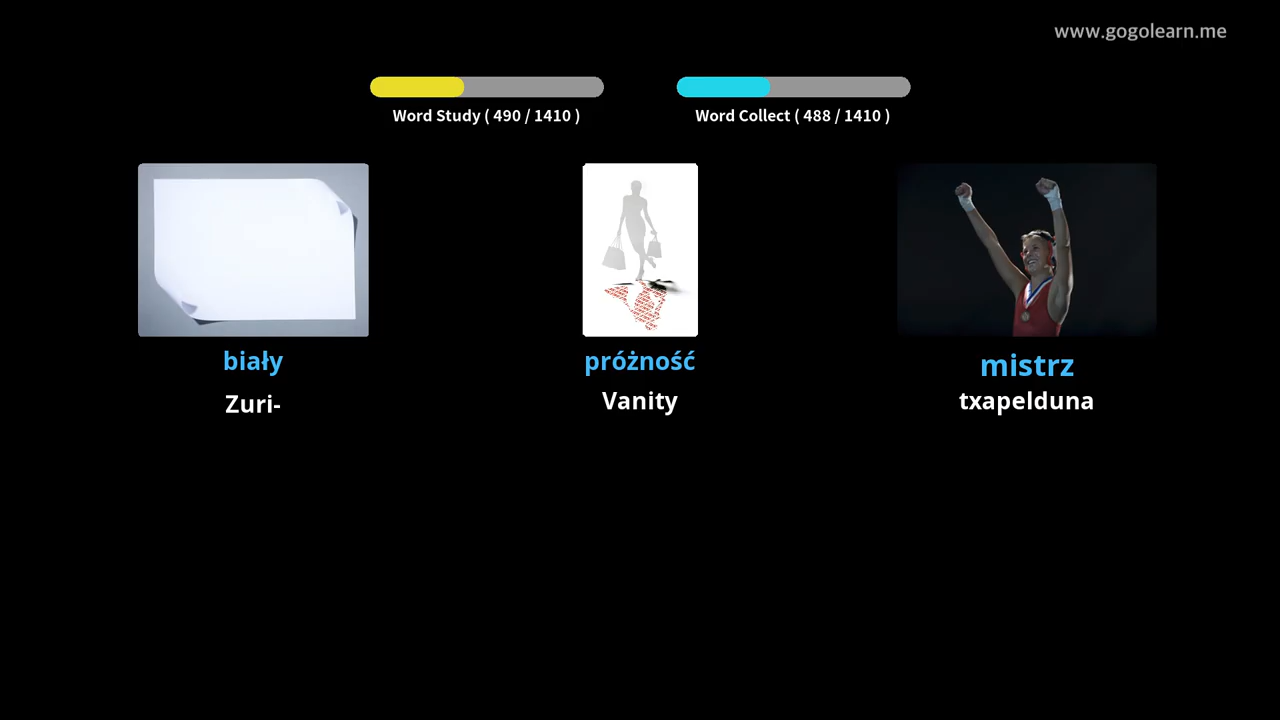 www.gogolearn.me
Word Study ( 490 / 1410 )
Word Collect ( 488 / 1410 )
biały
Zuri-
próżność
Vanity
mistrz
txapelduna